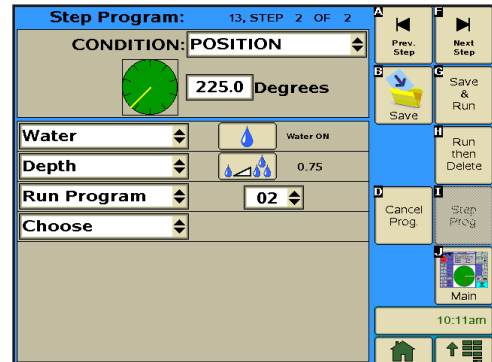 Step Program: 13, STEP 2 OF 2
CONDITION: POSITION
225.0 Degrees
Water Water ON
Depth 0.75
Run Program 02
Choose
A
Prev. Step
F
Next Step
B
Save
G
Save & Run
H
Run then Delete
D
Cancel Prog.
I
Step Prog
J
Main
10:11am